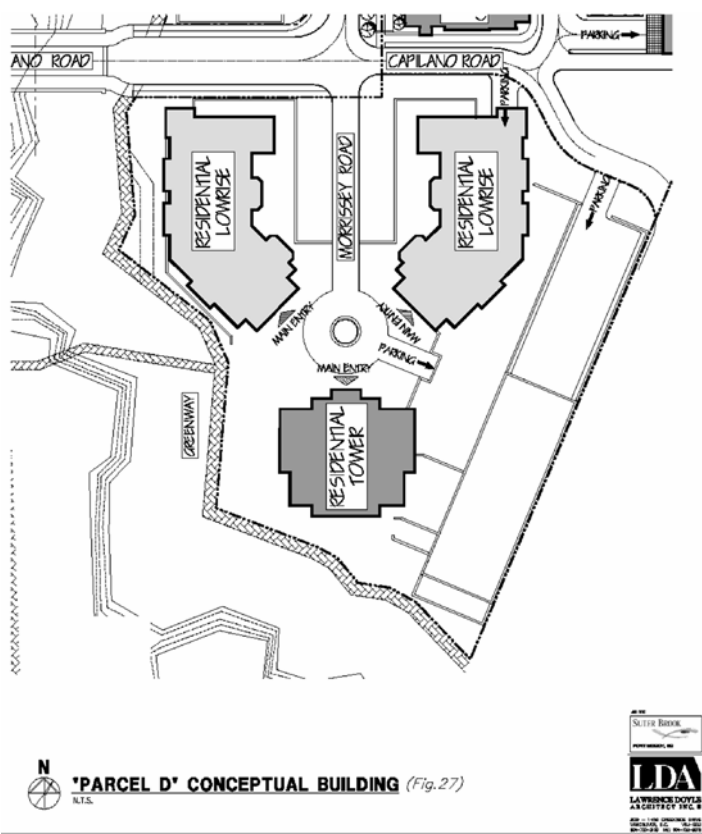 PARKING
ANO ROAD
CAPILANO ROAD
PARKING
RESIDENTIAL
LOWRISE
MORRISSEY ROAD
RESIDENTIAL
LOWRISE
PARKING
MAIN ENTRY
MAIN ENTRY
PARKING
MAIN ENTRY
GREENWAY
RESIDENTIAL
TOWER
SUTER BROOK
N
"PARCEL D" CONCEPTUAL BUILDING (Fig.27)
N.T.S.
LDA
LAWRENCE DOYLE
ARCHITECT INC.